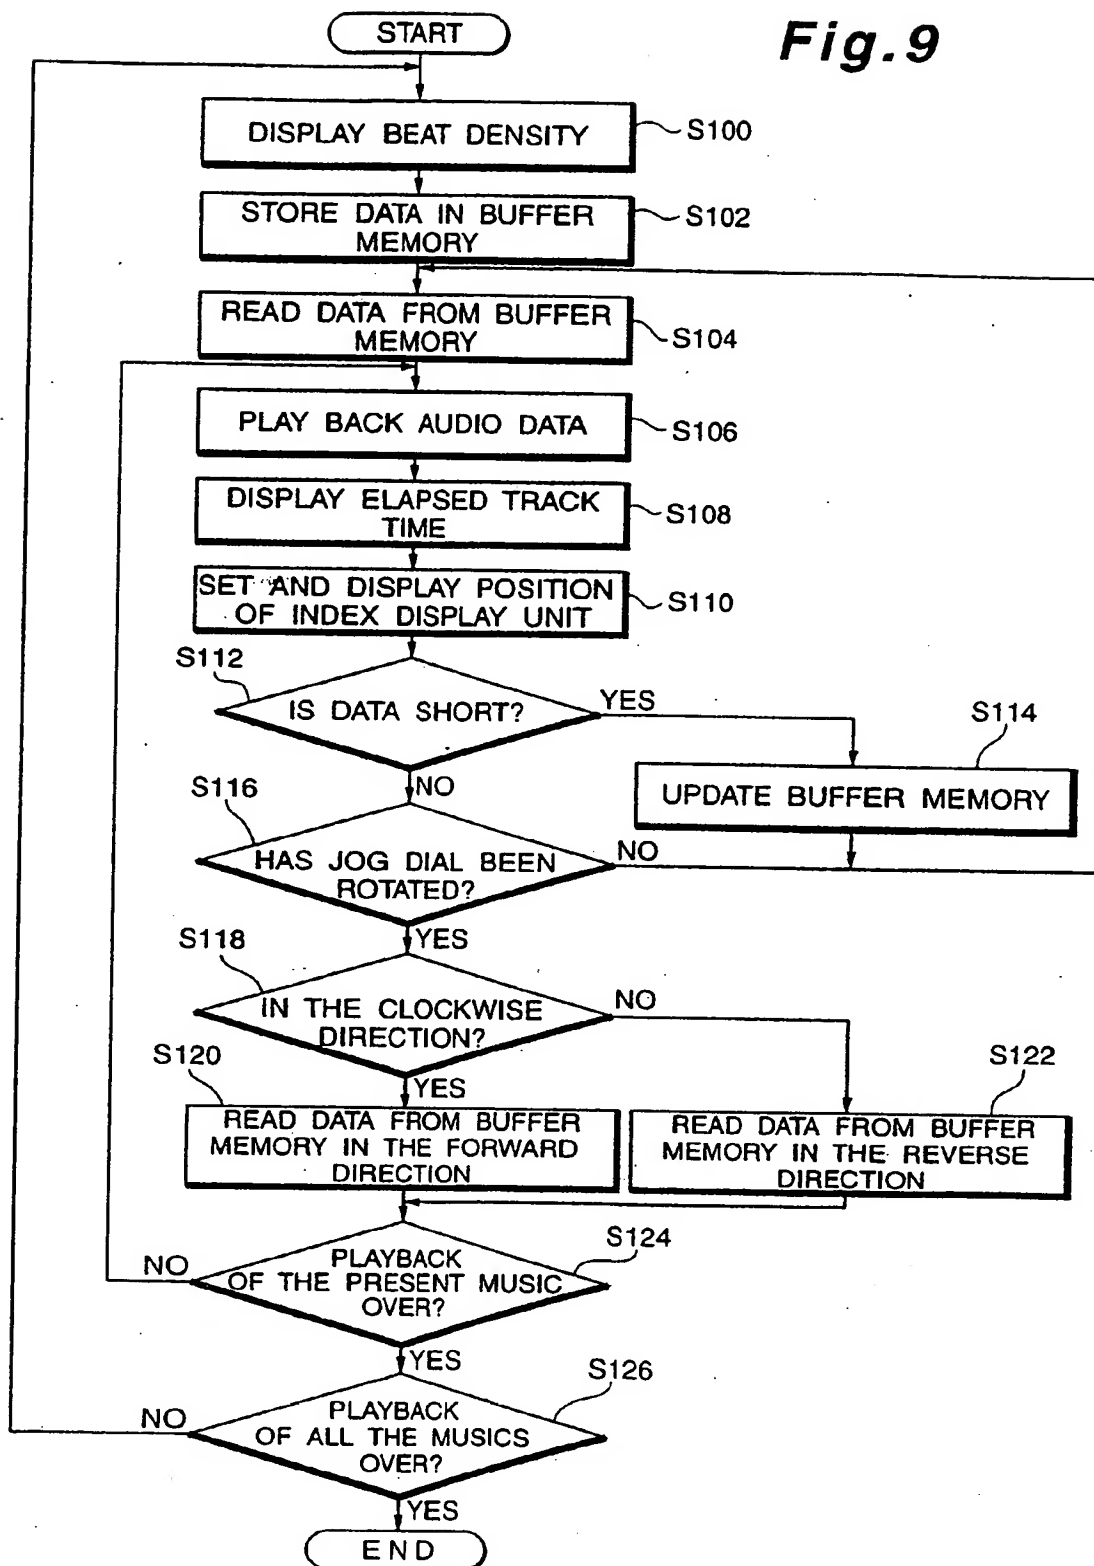 START
Fig.9
DISPLAY BEAT DENSITY
S100
STORE DATA IN BUFFER
MEMORY
S102
READ DATA FROM BUFFER
MEMORY
S104
PLAY BACK AUDIO DATA
S106
DISPLAY ELAPSED TRACK
TIME
S108
SET AND DISPLAY POSITION
OF INDEX DISPLAY UNIT
S110
S112
IS DATA SHORT?
YES
NO
S114
UPDATE BUFFER MEMORY
S116
HAS JOG DIAL BEEN
ROTATED?
NO
YES
S118
IN THE CLOCKWISE
DIRECTION?
NO
YES
S120
READ DATA FROM BUFFER
MEMORY IN THE FORWARD
DIRECTION
S122
READ DATA FROM BUFFER
MEMORY IN THE REVERSE
DIRECTION
S124
PLAYBACK
OF THE PRESENT MUSIC
OVER?
NO
YES
S126
PLAYBACK
OF ALL THE MUSICS
OVER?
NO
YES
END